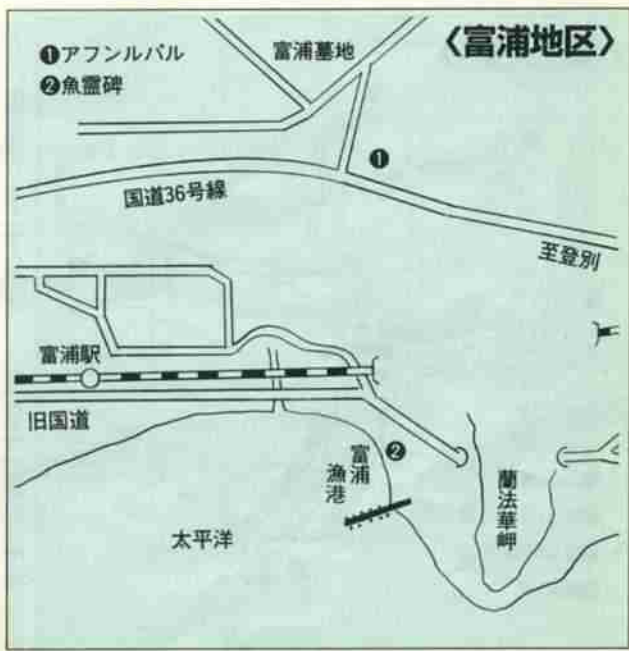 〈富浦地区〉
❶アフンルパル
❷魚霊碑
富浦墓地
❶
国道36号線
至登別
富浦駅
旧国道
❷
富浦
漁港
蘭法華岬
太平洋